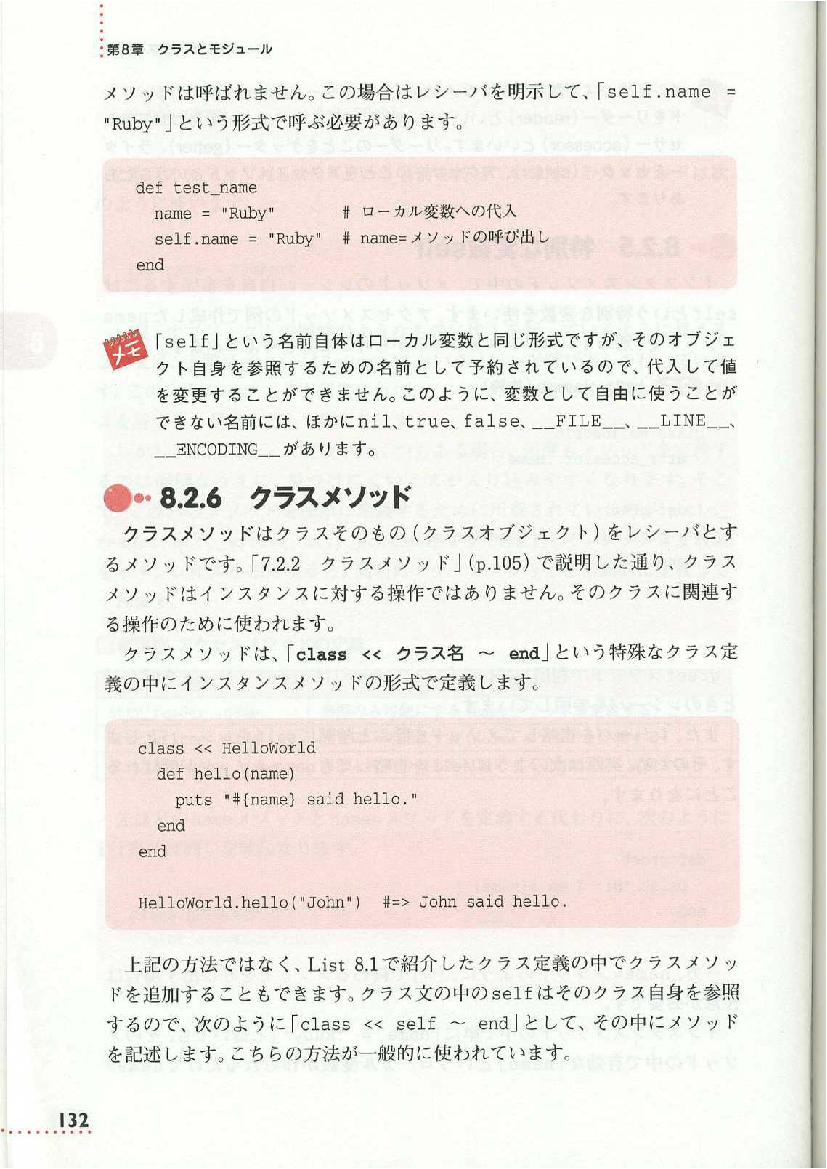 第8章　クラスとモジュール
メソッドは呼ばれません。この場合はレシーバを明示して、「self.name =
"Ruby"」という形式で呼ぶ必要があります。
def test_name
  name = "Ruby"       # ローカル変数への代入
  self.name = "Ruby"  # name=メソッドの呼び出し
end
メモ
「self」という名前自体はローカル変数と同じ形式ですが、そのオブジェ
クト自身を参照するための名前として予約されているので、代入して値
を変更することができません。このように、変数として自由に使うことが
できない名前には、ほかにnil、true、false、__FILE__、__LINE__、
__ENCODING__があります。
8.2.6　クラスメソッド
クラスメソッドはクラスそのもの（クラスオブジェクト）をレシーバとす
るメソッドです。「7.2.2　クラスメソッド」（p.105）で説明した通り、クラス
メソッドはインスタンスに対する操作ではありません。そのクラスに関連す
る操作のために使われます。
クラスメソッドは、「class << クラス名 ～ end」という特殊なクラス定
義の中にインスタンスメソッドの形式で定義します。
class << HelloWorld
  def hello(name)
    puts "#{name} said hello."
  end
end
HelloWorld.hello("John")  #=> John said hello.
上記の方法ではなく、List 8.1で紹介したクラス定義の中でクラスメソッ
ドを追加することもできます。クラス文の中のselfはそのクラス自身を参照
するので、次のように「class << self ～ end」として、その中にメソッド
を記述します。こちらの方法が一般的に使われています。
132